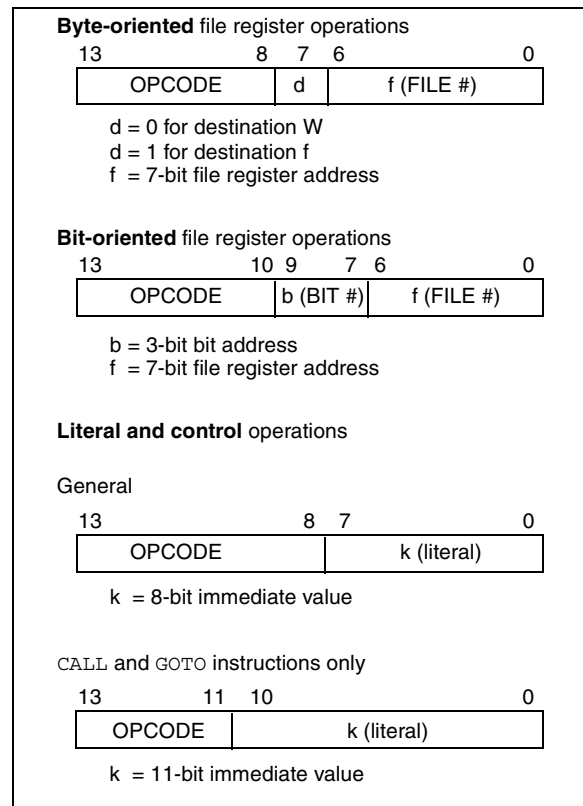 Byte-oriented file register operations
13 8 7 6 0
OPCODE d f (FILE #)
d = 0 for destination W
d = 1 for destination f
f = 7-bit file register address
Bit-oriented file register operations
13 10 9 7 6 0
OPCODE b (BIT #) f (FILE #)
b = 3-bit bit address
f = 7-bit file register address
Literal and control operations
General
13 8 7 0
OPCODE k (literal)
k = 8-bit immediate value
CALL and GOTO instructions only
13 11 10 0
OPCODE k (literal)
k = 11-bit immediate value